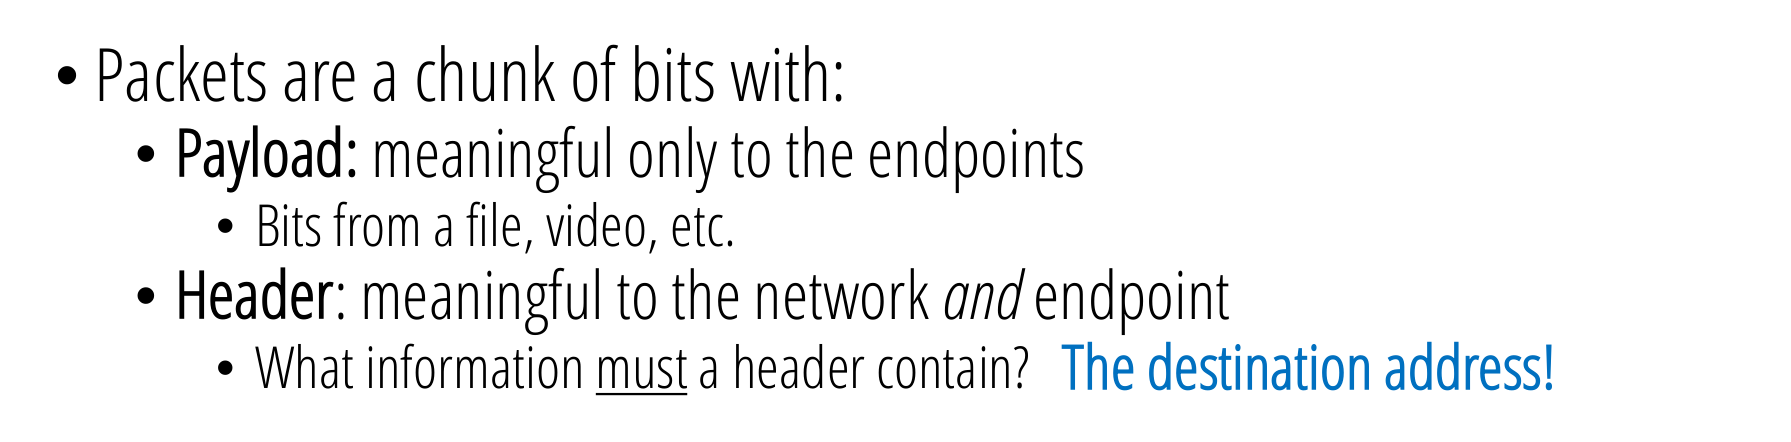 • Packets are a chunk of bits with:
• Payload: meaningful only to the endpoints
• Bits from a file, video, etc.
• Header: meaningful to the network and endpoint
• What information must a header contain? The destination address!